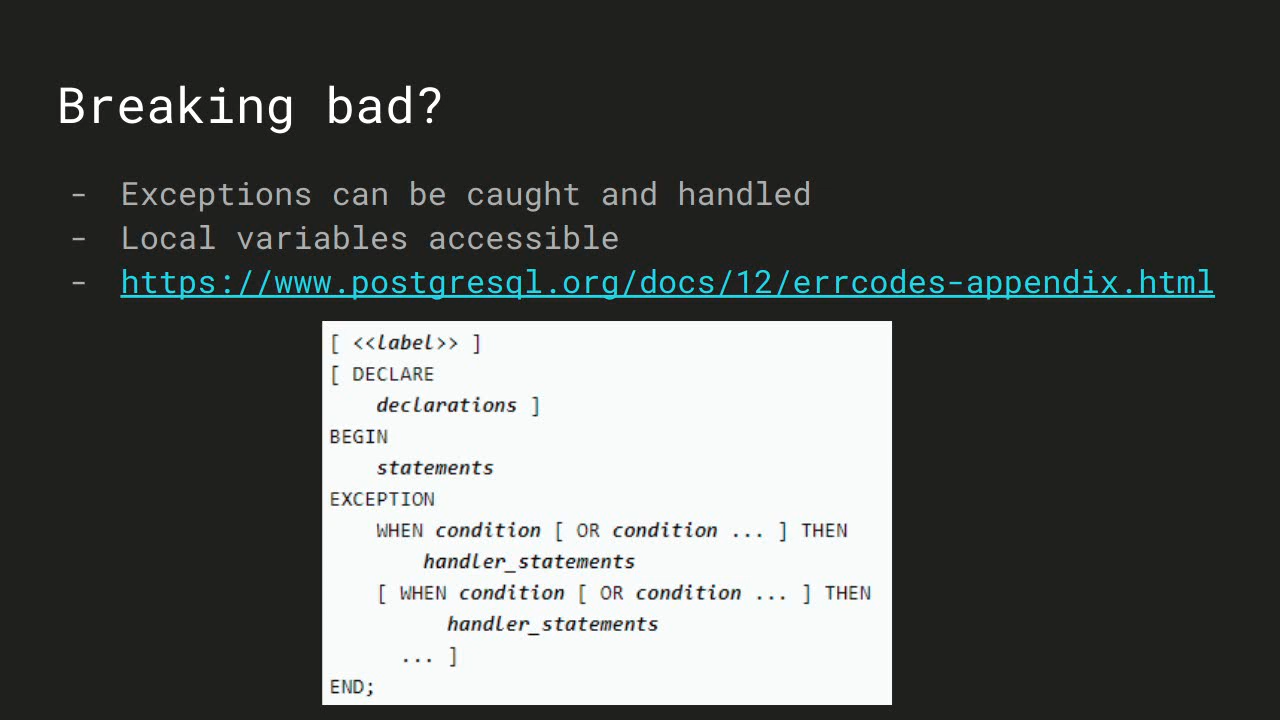 Breaking bad?
- Exceptions can be caught and handled
- Local variables accessible
- https://www.postgresql.org/docs/12/errcodes-appendix.html
[ <<label>> ]
[ DECLARE
    declarations ]
BEGIN
    statements
EXCEPTION
    WHEN condition [ OR condition ... ] THEN
        handler_statements
    [ WHEN condition [ OR condition ... ] THEN
          handler_statements
      ... ]
END;